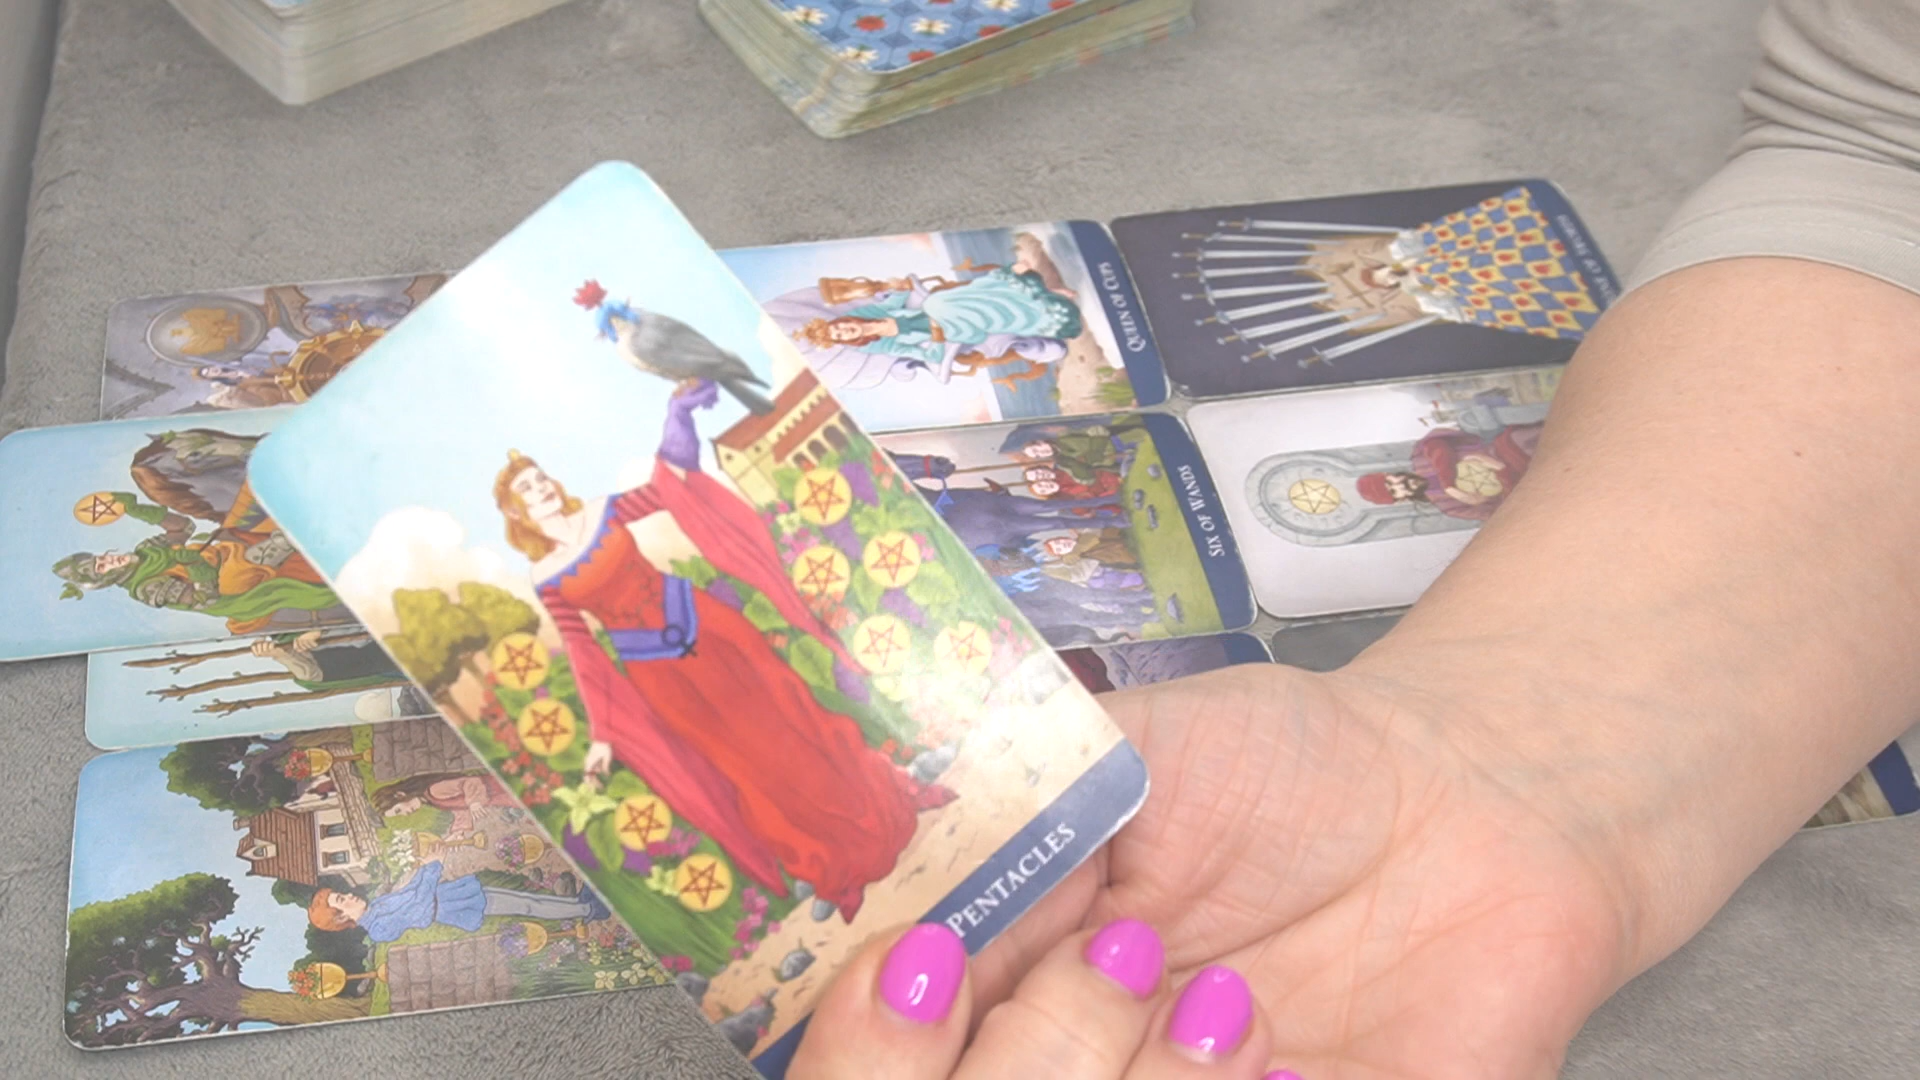 QUEEN OF CUPS
SIX OF WANDS
PENTACLES